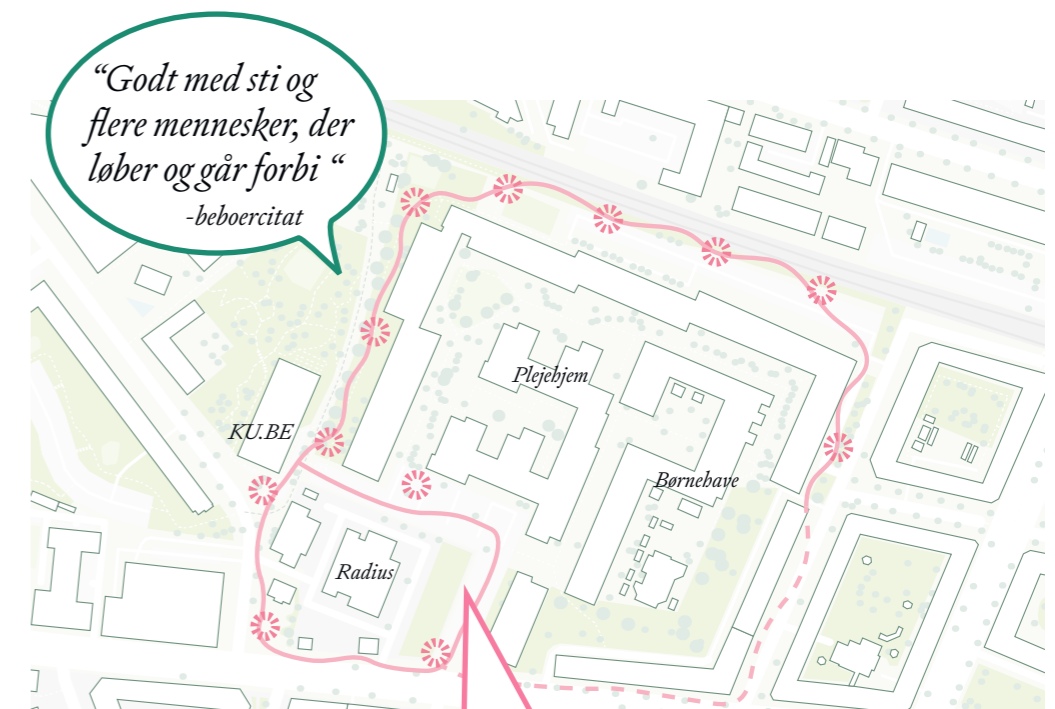 “Godt med sti og
flere mennesker, der
løber og går forbi “
-beboercitat
Plejehjem
KU.BE
Børnehave
Radius